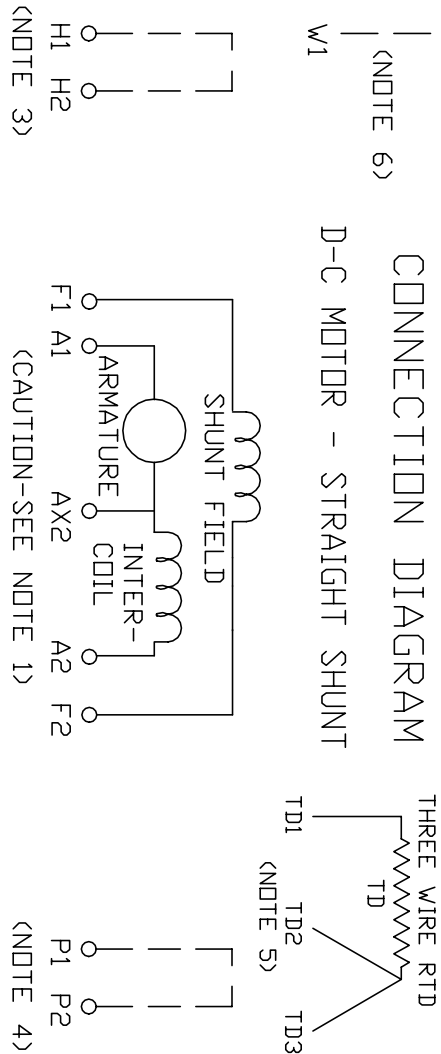 CONNECTION DIAGRAM
D-C MOTOR - STRAIGHT SHUNT
W1
(NOTE 6)
H1
H2
(NOTE 3)
SHUNT FIELD
ARMATURE
INTER-
COIL
F1
A1
AX2
A2
F2
(CAUTION-SEE NOTE 1)
THREE WIRE RTD
TD
TD1
TD2
TD3
(NOTE 5)
P1
P2
(NOTE 4)